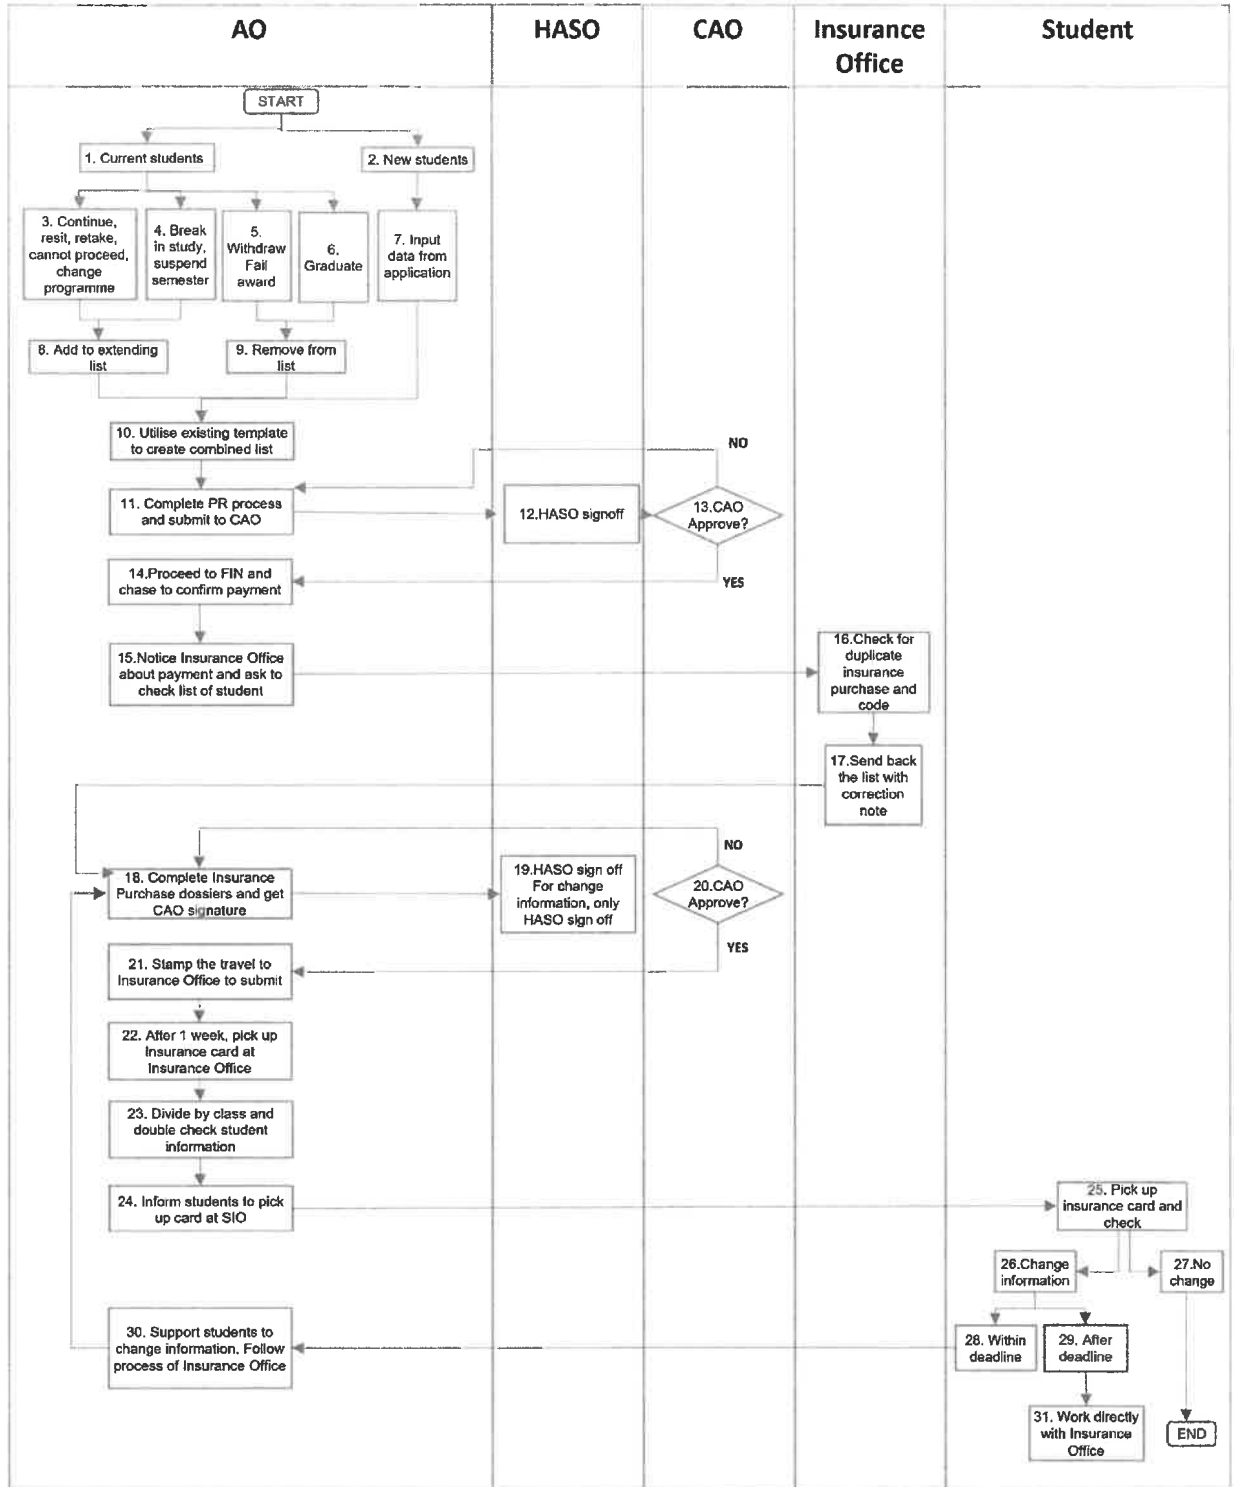 AO
HASO
CAO
Insurance
Office
Student
START
1. Current students
2. New students
3. Continue,
resit, retake,
cannot proceed,
change
programme
4. Break
in study,
suspend
semester
5.
Withdraw
Fail
award
6.
Graduate
7. Input
data from
application
8. Add to extending
list
9. Remove from
list
10. Utilise existing template
to create combined list
NO
11. Complete PR process
and submit to CAO
12.HASO signoff
13.CAO
Approve?
14.Proceed to FIN and
chase to confirm payment
YES
15.Notice Insurance Office
about payment and ask to
check list of student
16.Check for
duplicate
insurance
purchase and
code
17.Send back
the list with
correction
note
NO
18. Complete Insurance
Purchase dossiers and get
CAO signature
19.HASO sign off
For change
information, only
HASO sign off
20.CAO
Approve?
YES
21. Stamp the travel to
Insurance Office to submit
22. After 1 week, pick up
Insurance card at
Insurance Office
23. Divide by class and
double check student
information
24. Inform students to pick
up card at SIO
25. Pick up
insurance card and
check
26.Change
information
27.No
change
28. Within
deadline
29. After
deadline
30. Support students to
change information. Follow
process of Insurance Office
31. Work directly
with Insurance
Office
END